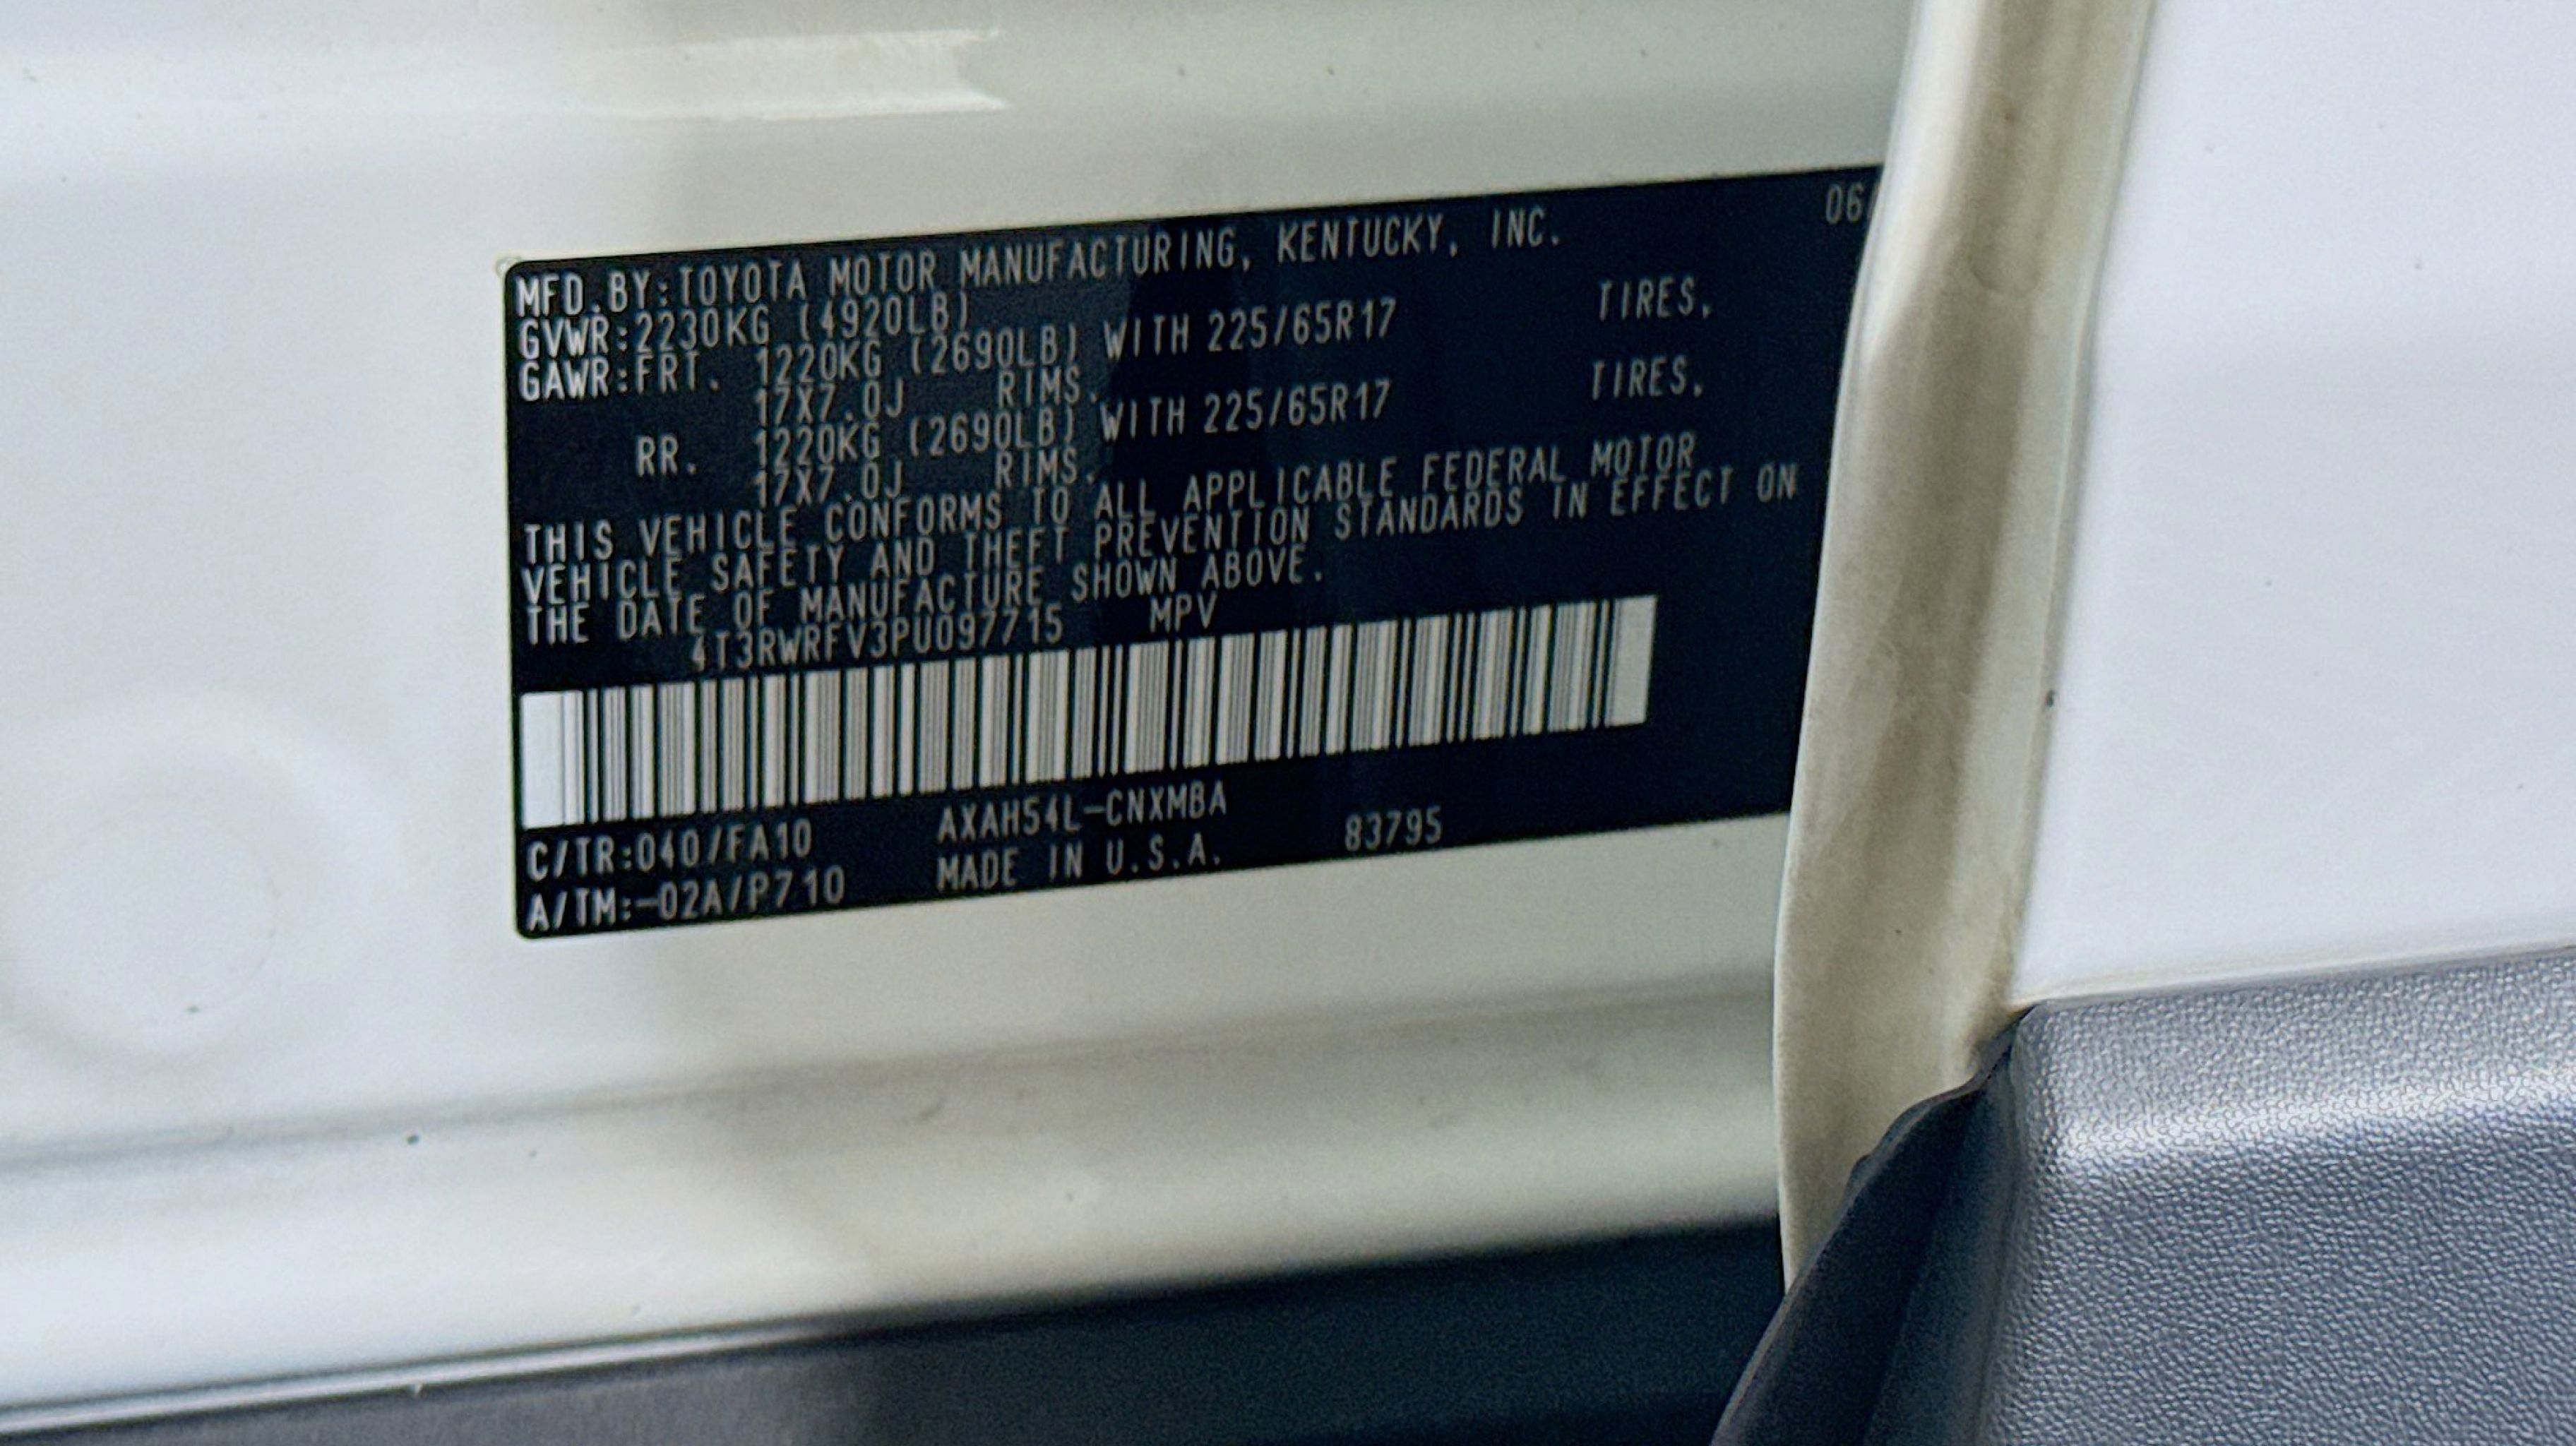 06/
MFD.BY:TOYOTA MOTOR MANUFACTURING, KENTUCKY, INC.
GVWR:2230KG (4920LB)
GAWR:FRT. 1220KG (2690LB) WITH 225/65R17 TIRES,
17X7.0J RIMS.
RR. 1220KG (2690LB) WITH 225/65R17 TIRES,
17X7.0J RIMS.
THIS VEHICLE CONFORMS TO ALL APPLICABLE FEDERAL MOTOR
VEHICLE SAFETY AND THEFT PREVENTION STANDARDS IN EFFECT ON
THE DATE OF MANUFACTURE SHOWN ABOVE.
4T3RWRFV3PU097715 MPV
C/TR:040/FA10 AXAH54L-CNXMBA
A/TM:-02A/P710 MADE IN U.S.A. 83795